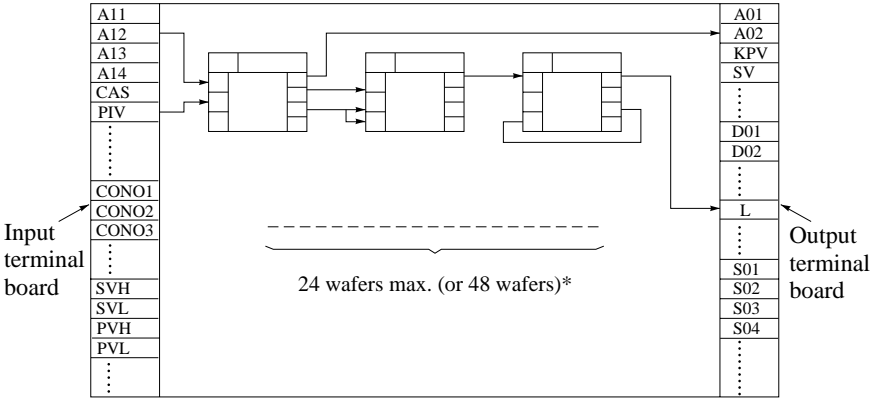 A11
A12
A13
A14
CAS
PIV
CONO1
CONO2
CONO3
SVH
SVL
PVH
PVL
Input
terminal
board
24 wafers max. (or 48 wafers)*
A01
A02
KPV
SV
D01
D02
L
S01
S02
S03
S04
Output
terminal
board